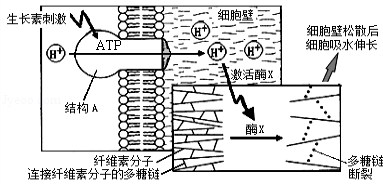 生长素刺激
ATP
H+
H+
H+
H+
细胞壁
细胞壁松散后
细胞吸水伸长
激活酶X
结构A
酶X
纤维素分子
连接纤维素分子的多糖链
多糖链
断裂